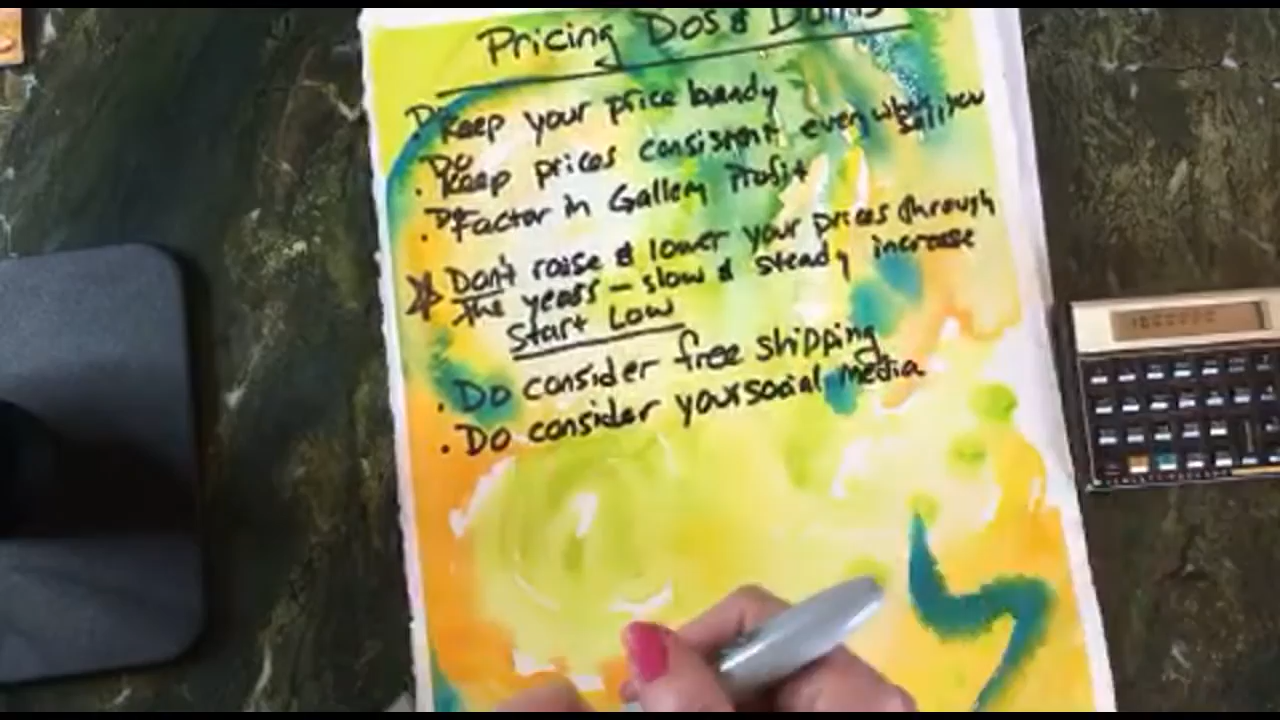 Pricing Dos & Don'ts
· Do Keep your price handy
· Do Keep prices consistent even when you sell
· Do Factor in Gallery Profit
Don't raise & lower your prices through
the years - slow & steady increase
Start Low
· Do consider free shipping
· Do consider your social media